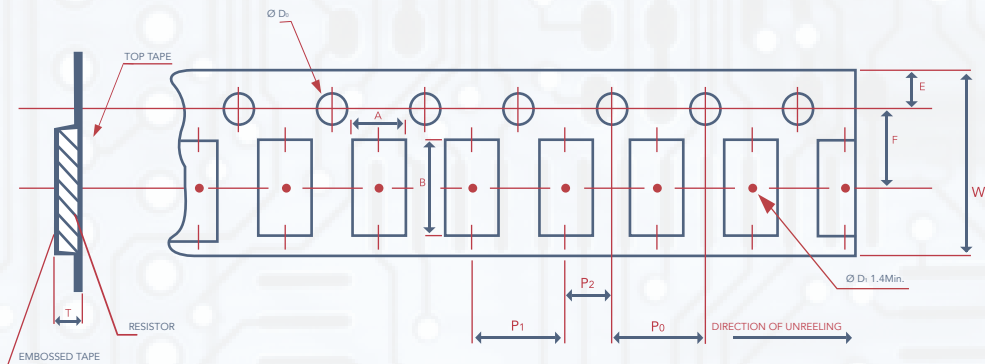 Ø D₀
TOP TAPE
E
A
F
B
W
P₂
Ø D₁ 1.4Min.
T
P₁
P₀
DIRECTION OF UNREELING
RESISTOR
EMBOSSED TAPE